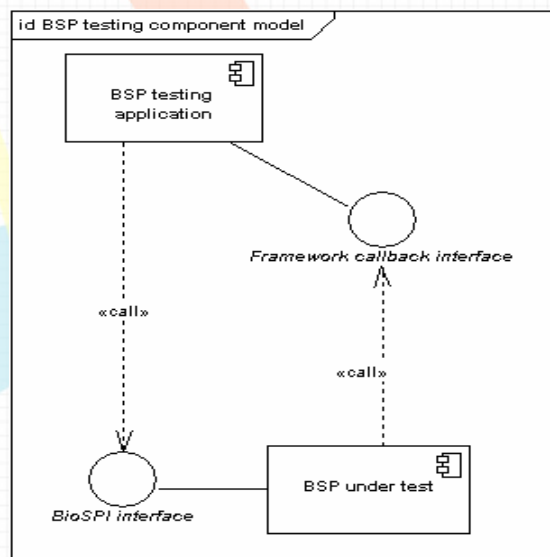 id BSP testing component model
BSP testing
application
Framework callback interface
«call»
«call»
BSP under test
BioSPI interface